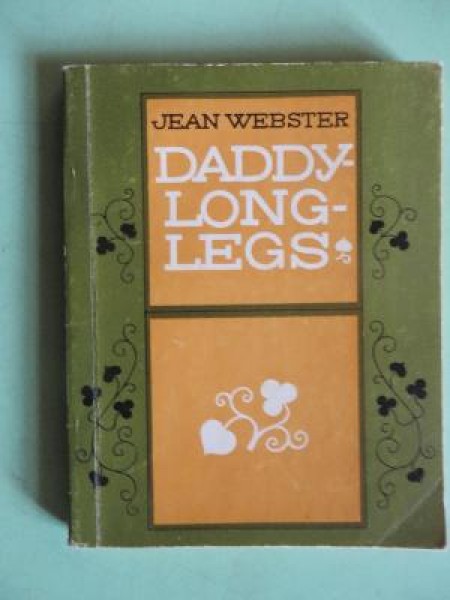 JEAN WEBSTER
DADDY-
LONG-
LEGS